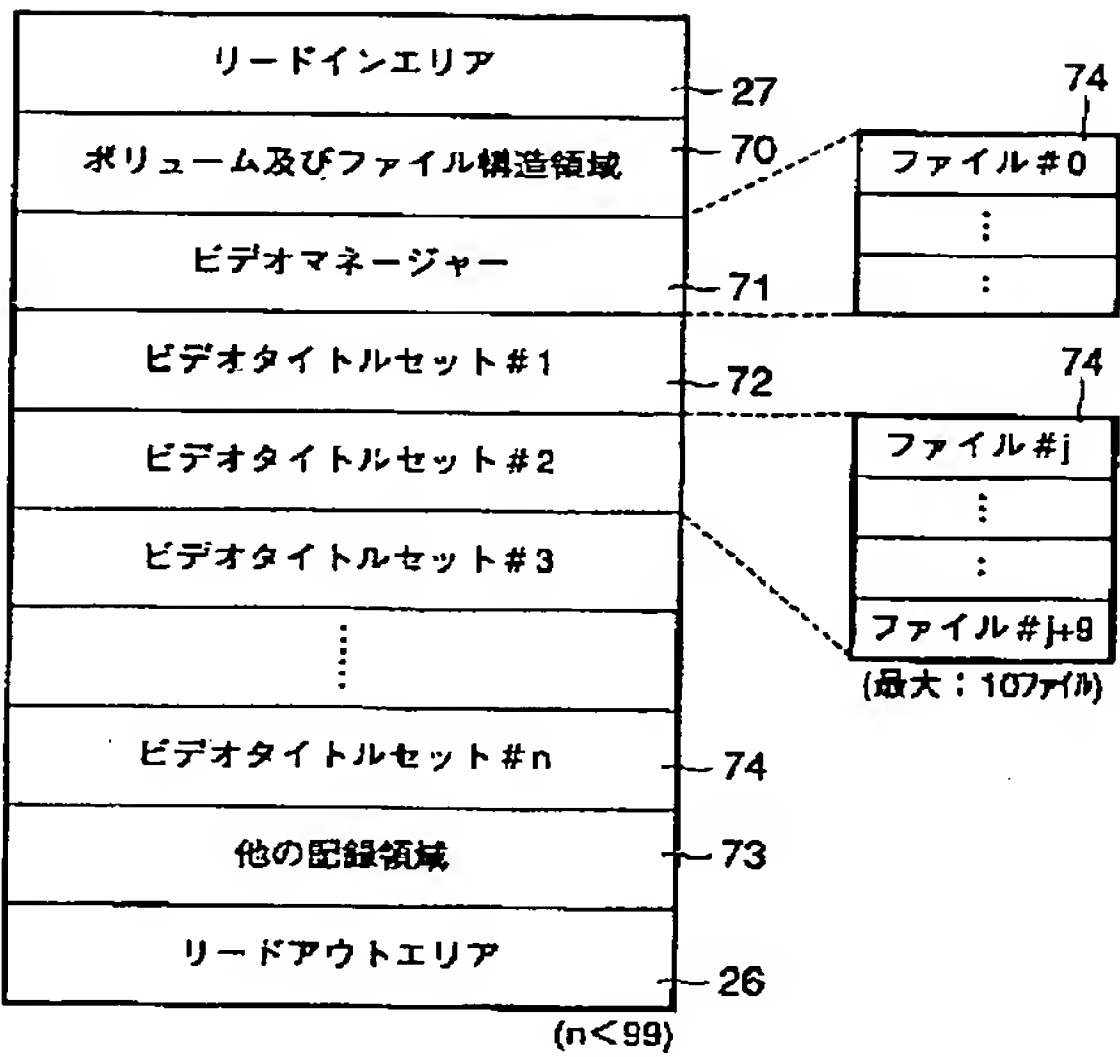 リードインエリア
27
ボリューム及びファイル構造領域
70
ビデオマネージャー
71
ビデオタイトルセット#1
72
ビデオタイトルセット#2
ビデオタイトルセット#3
ビデオタイトルセット#n
74
他の記録領域
73
リードアウトエリア
26
(n<99)
74
ファイル#0
74
ファイル#j
ファイル#j+9
(最大：10ファイル)